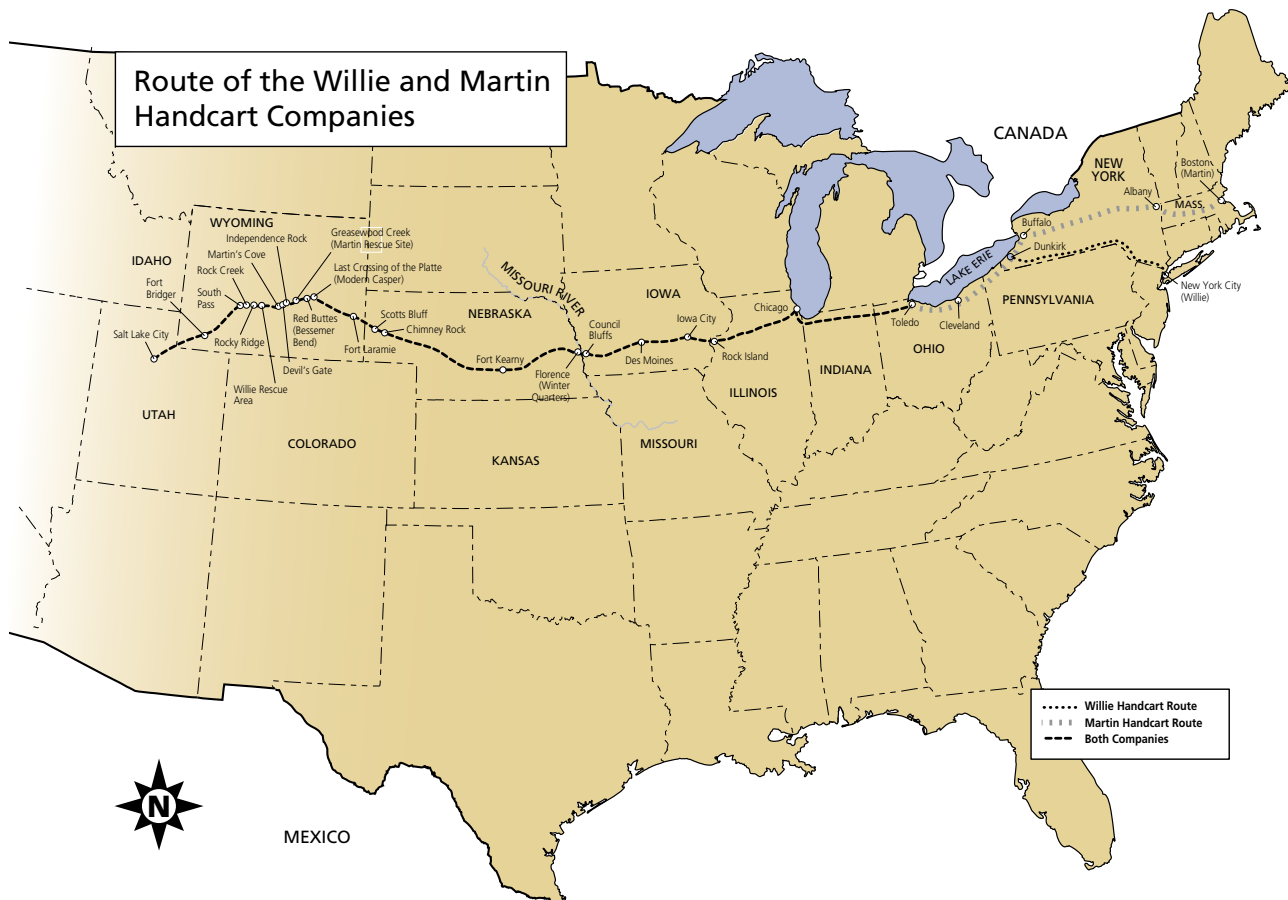 Route of the Willie and Martin
Handcart Companies
CANADA
NEW
YORK
Boston
(Martin)
Albany
MASS.
Buffalo
Dunkirk
LAKE ERIE
New York City
(Willie)
PENNSYLVANIA
Toledo
Cleveland
OHIO
INDIANA
Chicago
ILLINOIS
Rock Island
Iowa City
IOWA
Des Moines
Council
Bluffs
MISSOURI RIVER
Florence
(Winter
Quarters)
MISSOURI
NEBRASKA
Fort Kearny
KANSAS
Scotts Bluff
Chimney Rock
Fort Laramie
WYOMING
Greasewood Creek
(Martin Rescue Site)
Independence Rock
Last Crossing of the Platte
(Modern Casper)
Martin's Cove
Rock Creek
South
Pass
Red Buttes
(Bessemer
Bend)
Rocky Ridge
Devil's Gate
Willie Rescue
Area
IDAHO
Fort
Bridger
Salt Lake City
UTAH
COLORADO
Willie Handcart Route
Martin Handcart Route
Both Companies
N
MEXICO